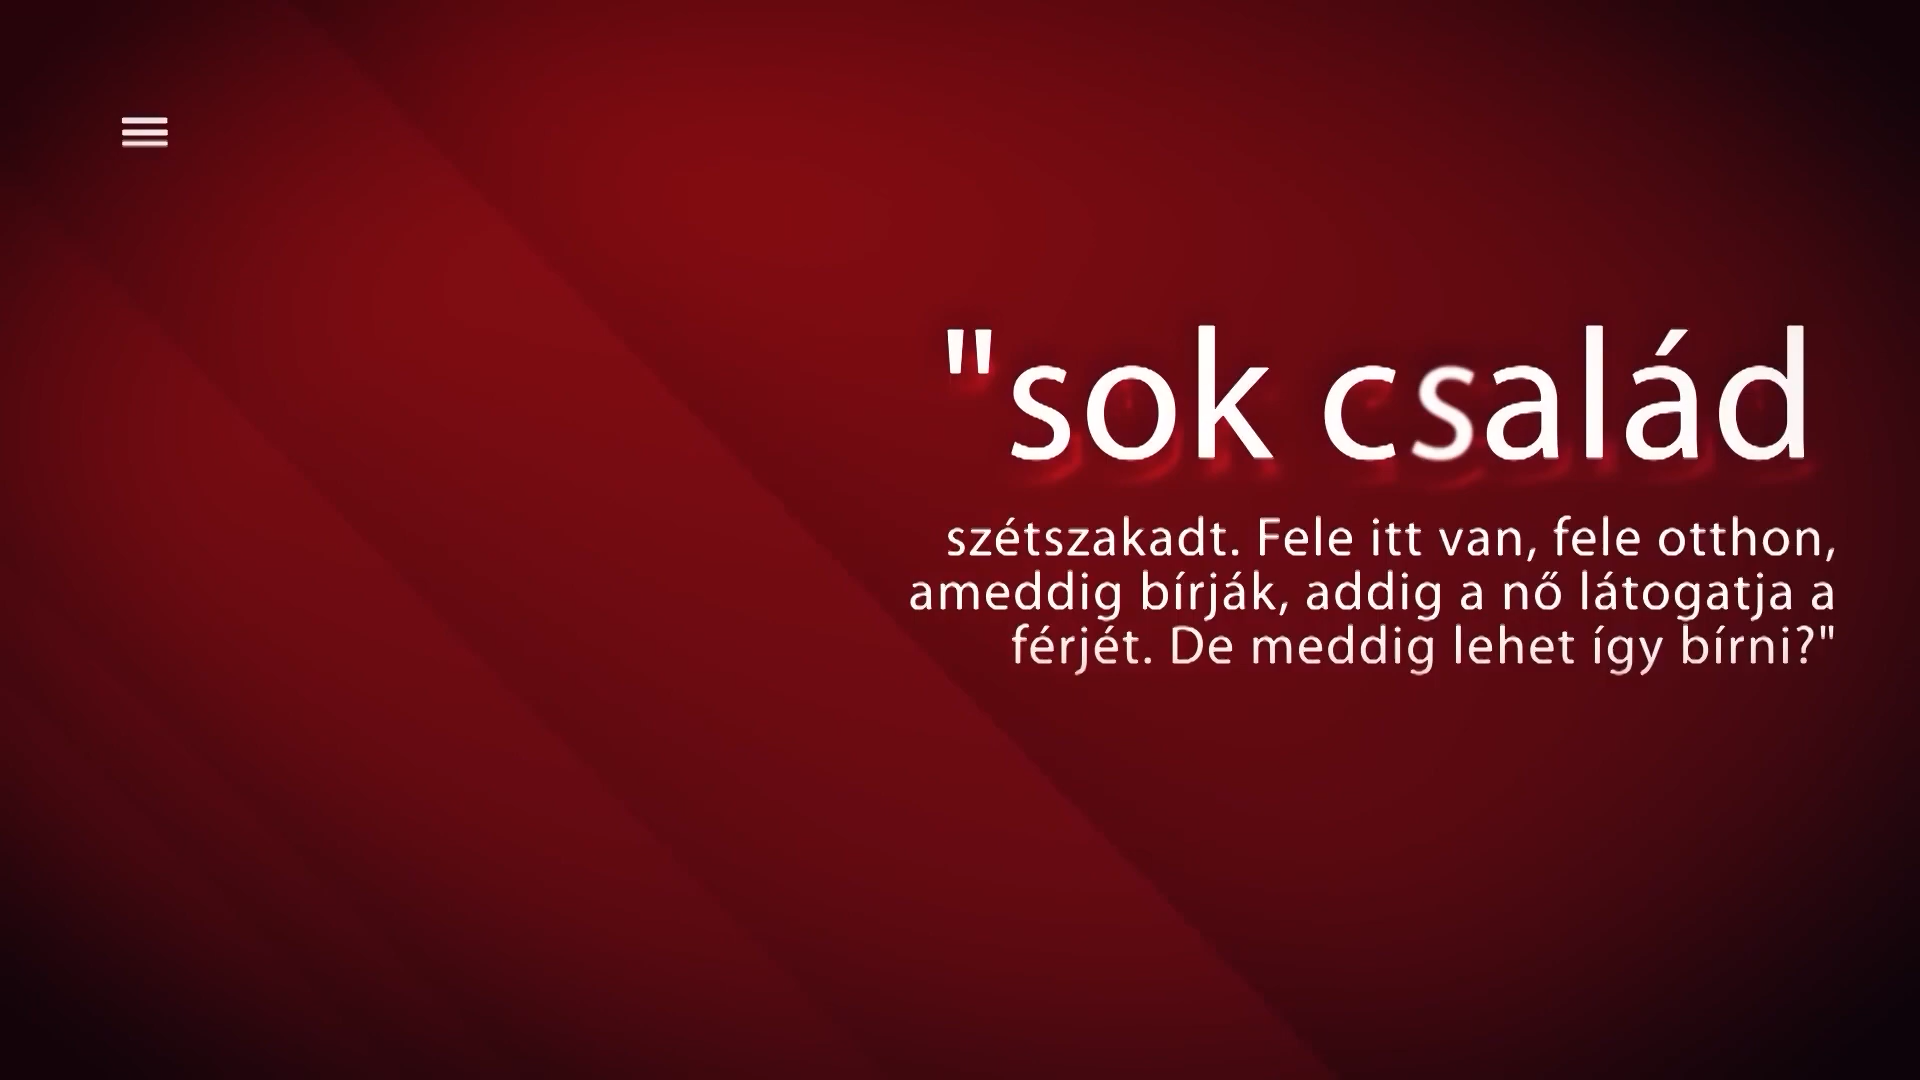 "sok család
szétszakadt. Fele itt van, fele otthon,
ameddig bírják, addig a nő látogatja a
férjét. De meddig lehet így bírni?"